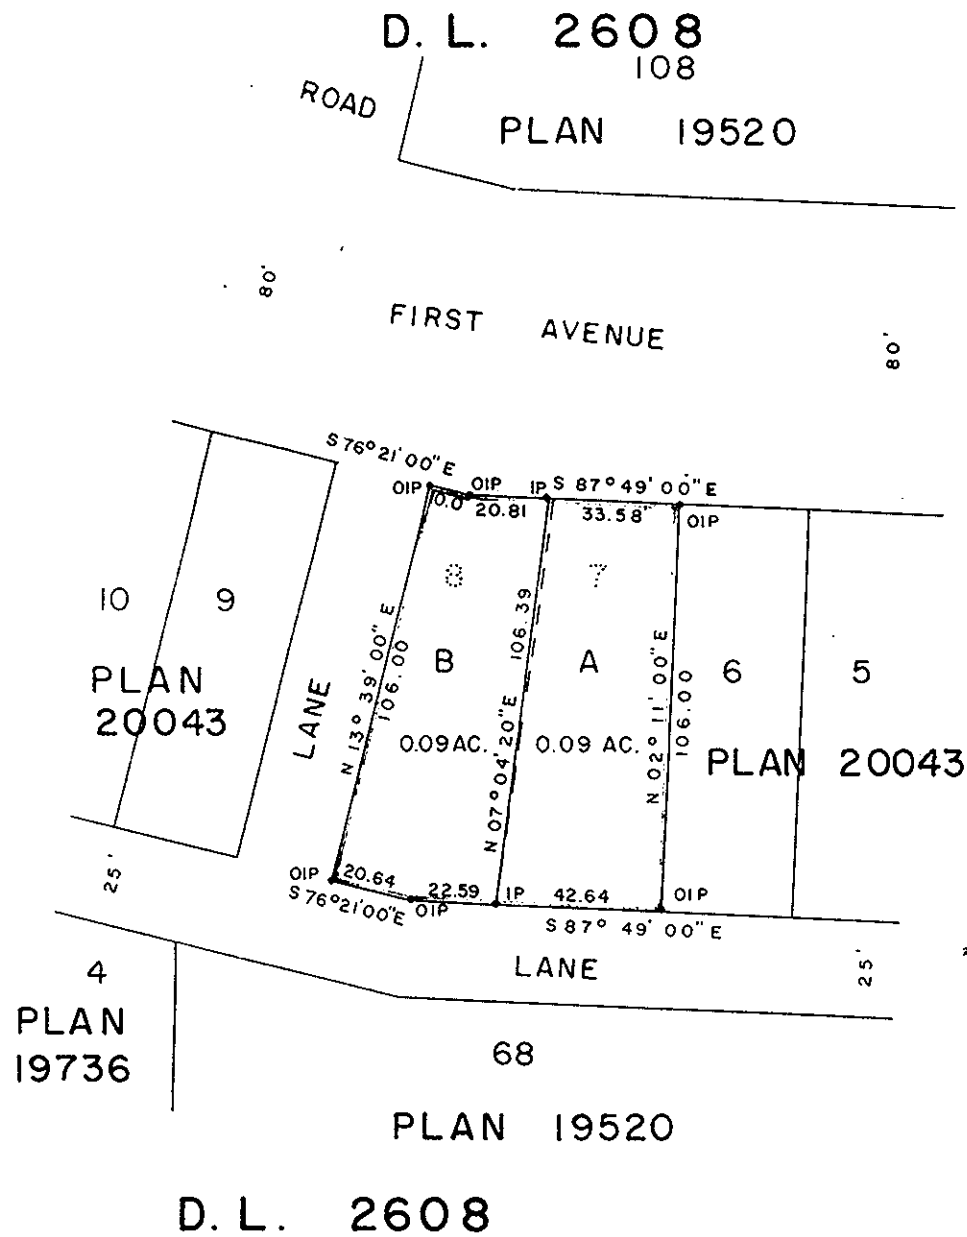 D. L. 2608
108
ROAD
PLAN 19520
80'
FIRST AVENUE
80'
S 76° 21' 00" E
OIP
OIP
IP
S 87° 49' 00" E
0.0
20.81
33.58'
OIP
8
7
10
9
N 13° 39' 00" E
106.00
B
106.39
A
N 02° 11' 00" E
106.00
6
5
PLAN
20043
LANE
0.09 AC.
N 07° 04' 20" E
0.09 AC.
PLAN 20043
25'
OIP
20.64
S 76° 21' 00" E
22.59
OIP
IP
42.64
OIP
S 87° 49' 00" E
LANE
25'
4
PLAN
19736
68
PLAN 19520
D. L. 2608